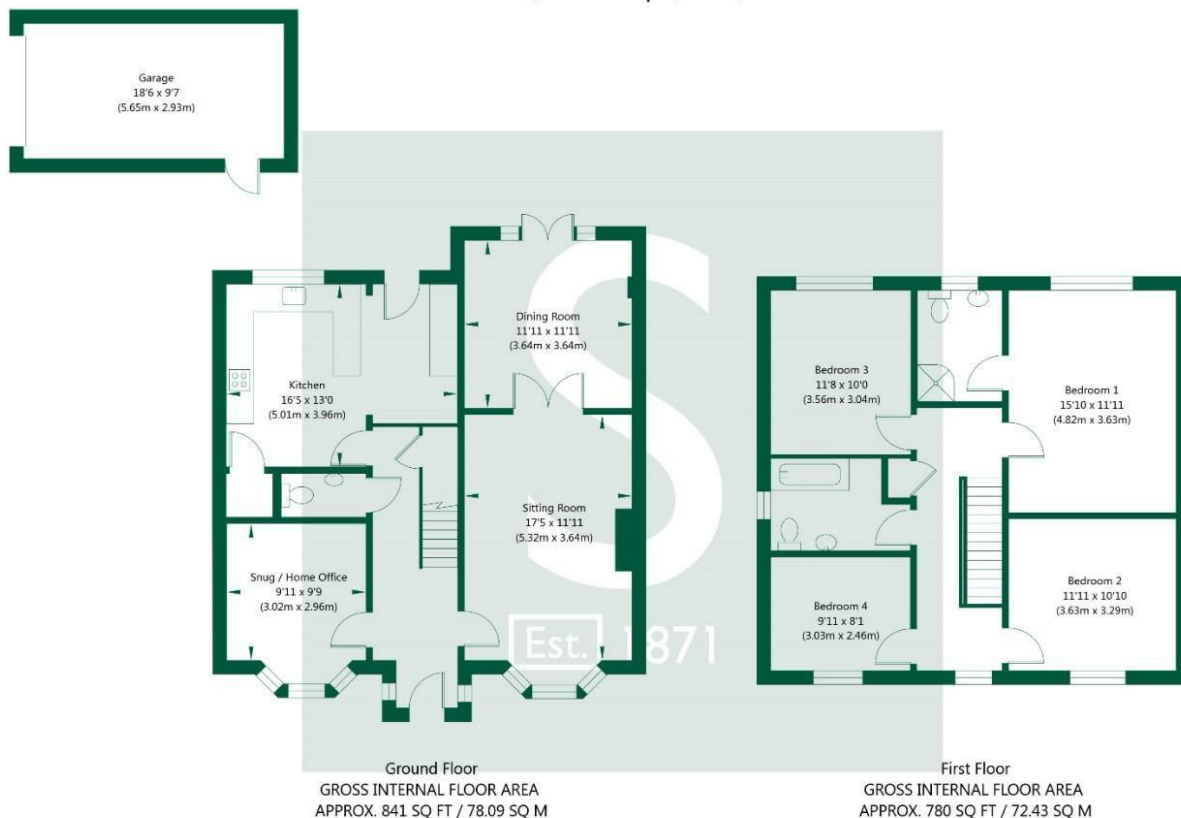 Garage
18'6 x 9'7
(5.65m x 2.93m)
Dining Room
11'11 x 11'11
(3.64m x 3.64m)
Kitchen
16'5 x 13'0
(5.01m x 3.96m)
Sitting Room
17'5 x 11'11
(5.32m x 3.64m)
Snug / Home Office
9'11 x 9'9
(3.02m x 2.96m)
S
Est. 1871
Bedroom 3
11'8 x 10'0
(3.56m x 3.04m)
Bedroom 1
15'10 x 11'11
(4.82m x 3.63m)
Bedroom 2
11'11 x 10'10
(3.63m x 3.29m)
Bedroom 4
9'11 x 8'1
(3.03m x 2.46m)
Ground Floor
GROSS INTERNAL FLOOR AREA
APPROX. 841 SQ FT / 78.09 SQ M
First Floor
GROSS INTERNAL FLOOR AREA
APPROX. 780 SQ FT / 72.43 SQ M